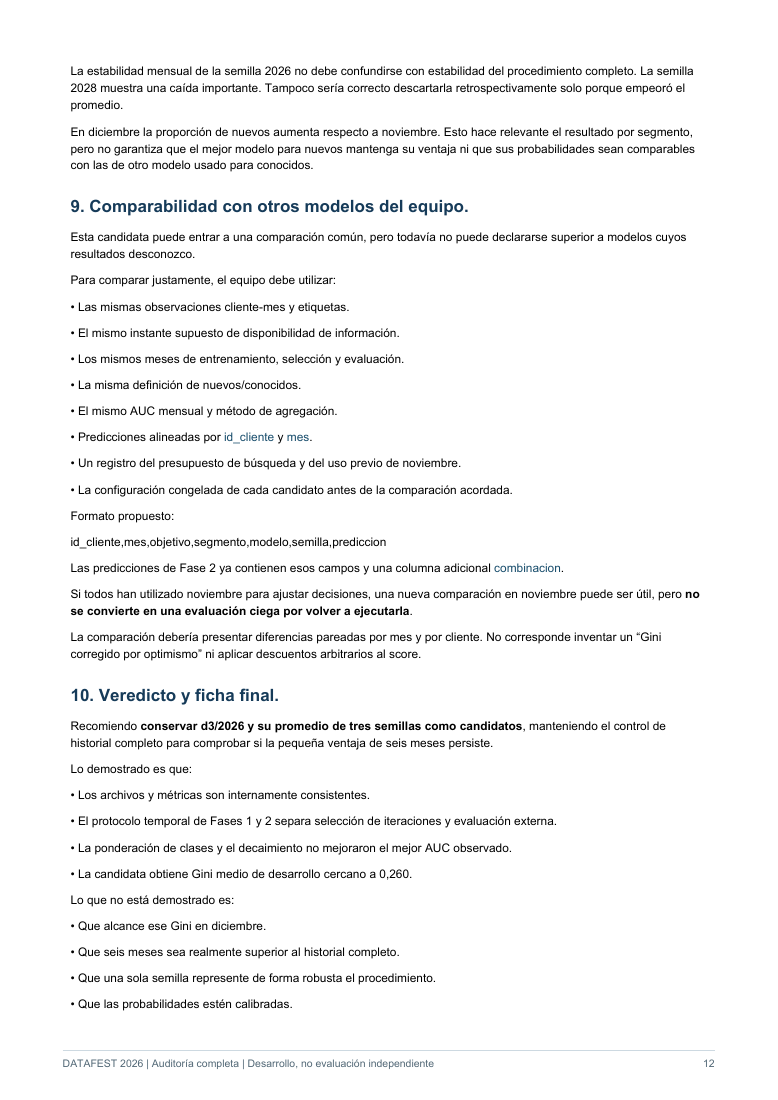 La estabilidad mensual de la semilla 2026 no debe confundirse con estabilidad del procedimiento completo. La semilla
2028 muestra una caída importante. Tampoco sería correcto descartarla retrospectivamente solo porque empeoró el
promedio.
En diciembre la proporción de nuevos aumenta respecto a noviembre. Esto hace relevante el resultado por segmento,
pero no garantiza que el mejor modelo para nuevos mantenga su ventaja ni que sus probabilidades sean comparables
con las de otro modelo usado para conocidos.
9. Comparabilidad con otros modelos del equipo.
Esta candidata puede entrar a una comparación común, pero todavía no puede declararse superior a modelos cuyos
resultados desconozco.
Para comparar justamente, el equipo debe utilizar:
• Las mismas observaciones cliente-mes y etiquetas.
• El mismo instante supuesto de disponibilidad de información.
• Los mismos meses de entrenamiento, selección y evaluación.
• La misma definición de nuevos/conocidos.
• El mismo AUC mensual y método de agregación.
• Predicciones alineadas por id_cliente y mes.
• Un registro del presupuesto de búsqueda y del uso previo de noviembre.
• La configuración congelada de cada candidato antes de la comparación acordada.
Formato propuesto:
id_cliente,mes,objetivo,segmento,modelo,semilla,prediccion
Las predicciones de Fase 2 ya contienen esos campos y una columna adicional combinacion.
Si todos han utilizado noviembre para ajustar decisiones, una nueva comparación en noviembre puede ser útil, pero no
se convierte en una evaluación ciega por volver a ejecutarla.
La comparación debería presentar diferencias pareadas por mes y por cliente. No corresponde inventar un “Gini
corregido por optimismo” ni aplicar descuentos arbitrarios al score.
10. Veredicto y ficha final.
Recomiendo conservar d3/2026 y su promedio de tres semillas como candidatos, manteniendo el control de
historial completo para comprobar si la pequeña ventaja de seis meses persiste.
Lo demostrado es que:
• Los archivos y métricas son internamente consistentes.
• El protocolo temporal de Fases 1 y 2 separa selección de iteraciones y evaluación externa.
• La ponderación de clases y el decaimiento no mejoraron el mejor AUC observado.
• La candidata obtiene Gini medio de desarrollo cercano a 0,260.
Lo que no está demostrado es:
• Que alcance ese Gini en diciembre.
• Que seis meses sea realmente superior al historial completo.
• Que una sola semilla represente de forma robusta el procedimiento.
• Que las probabilidades estén calibradas.
DATAFEST 2026 | Auditoría completa | Desarrollo, no evaluación independiente
12